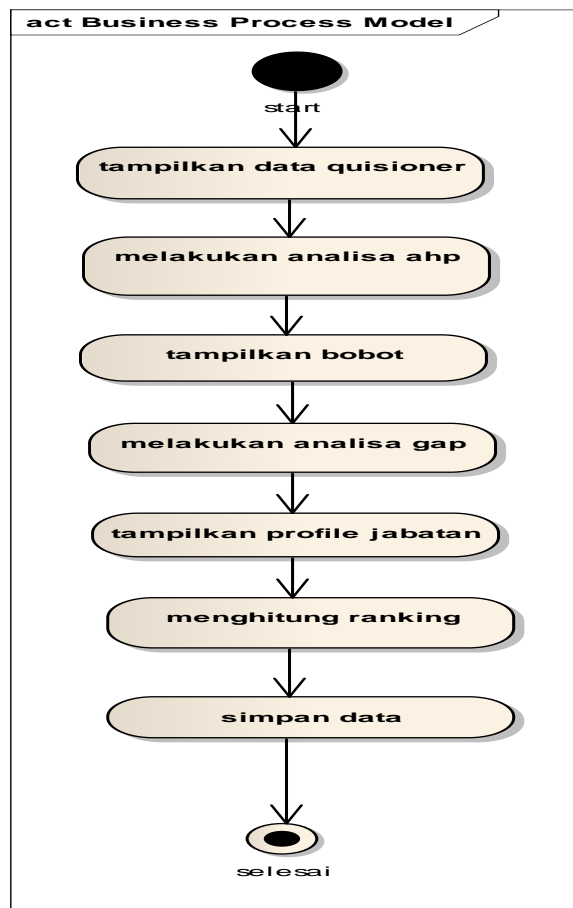 act Business Process Model
start
tampilkan data quisioner
melakukan analisa ahp
tampilkan bobot
melakukan analisa gap
tampilkan profile jabatan
menghitung ranking
simpan data
selesai